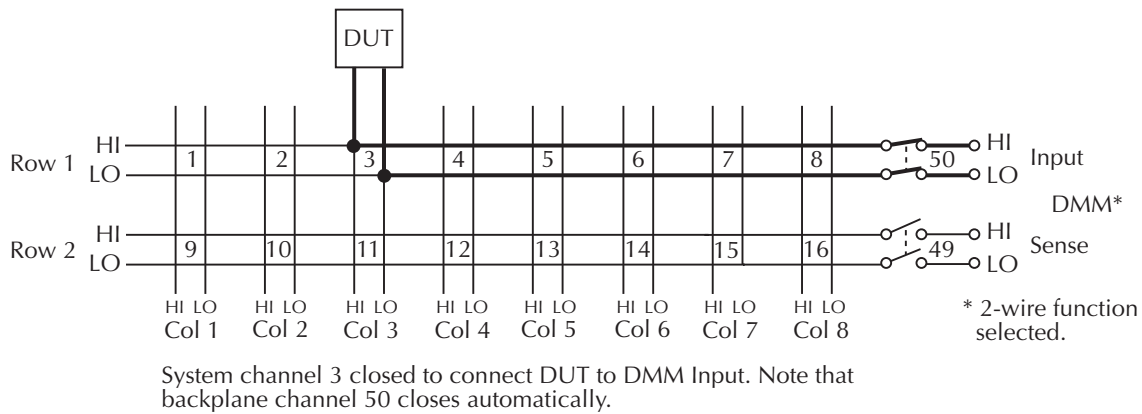 DUT
HI
Row 1
LO
1 2 3 4 5 6 7 8 50
HI
Input
LO
DMM*
HI
Row 2
LO
9 10 11 12 13 14 15 16 49
HI
Sense
LO
HI LO HI LO HI LO HI LO HI LO HI LO HI LO HI LO
Col 1 Col 2 Col 3 Col 4 Col 5 Col 6 Col 7 Col 8
* 2-wire function
selected.
System channel 3 closed to connect DUT to DMM Input. Note that
backplane channel 50 closes automatically.